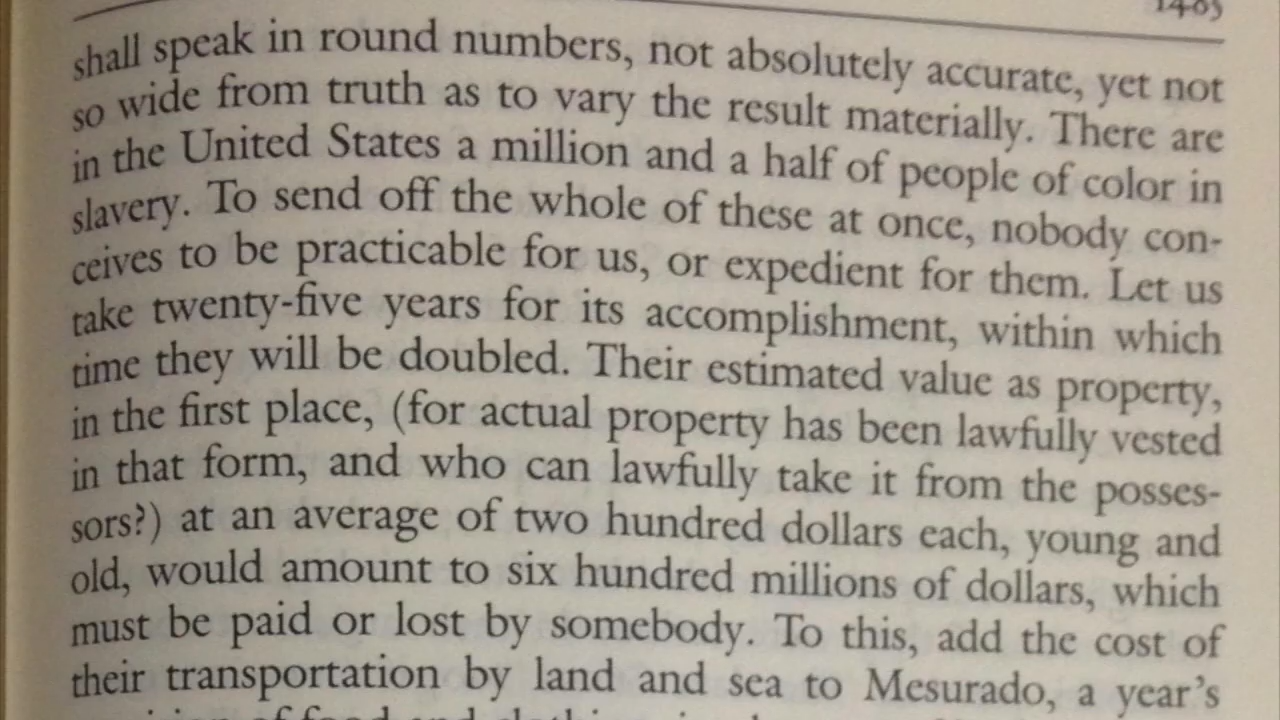 shall speak in round numbers, not absolutely accurate, yet not
so wide from truth as to vary the result materially. There are
in the United States a million and a half of people of color in
slavery. To send off the whole of these at once, nobody con-
ceives to be practicable for us, or expedient for them. Let us
take twenty-five years for its accomplishment, within which
time they will be doubled. Their estimated value as property,
in the first place, (for actual property has been lawfully vested
in that form, and who can lawfully take it from the posses-
sors?) at an average of two hundred dollars each, young and
old, would amount to six hundred millions of dollars, which
must be paid or lost by somebody. To this, add the cost of
their transportation by land and sea to Mesurado, a year's